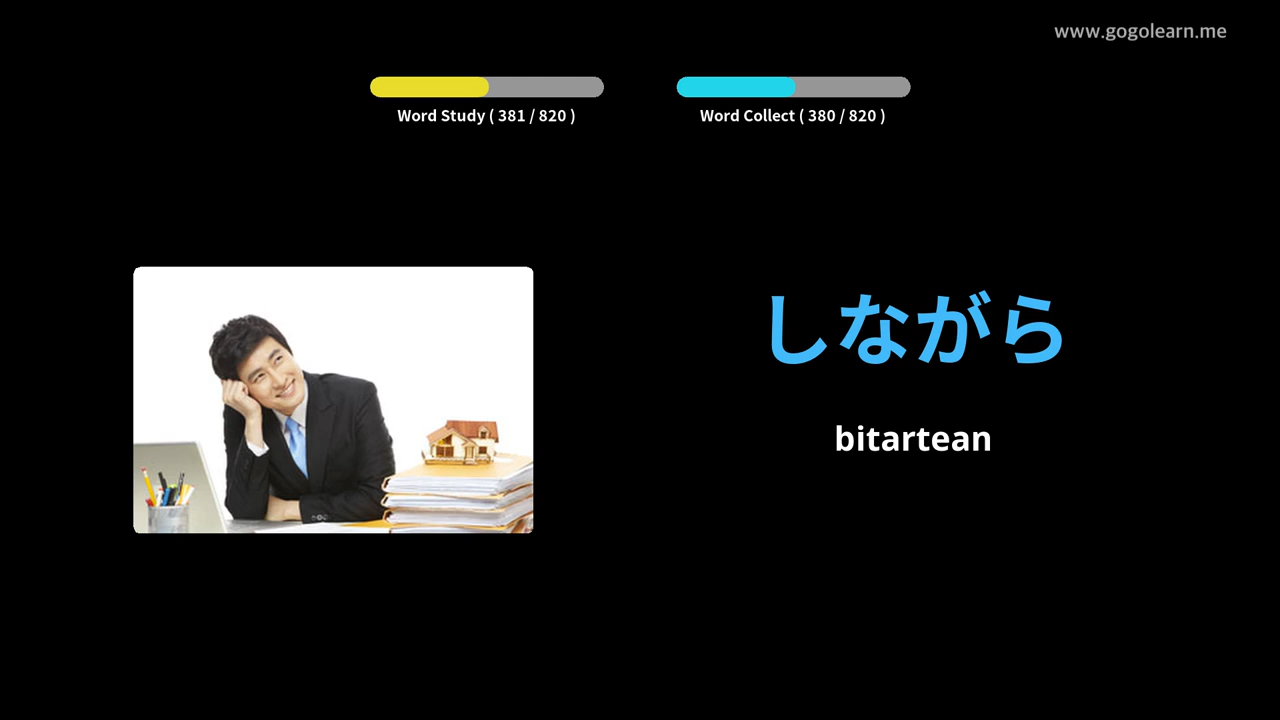 www.gogolearn.me
Word Study ( 381 / 820 )
Word Collect ( 380 / 820 )
しながら
bitartean